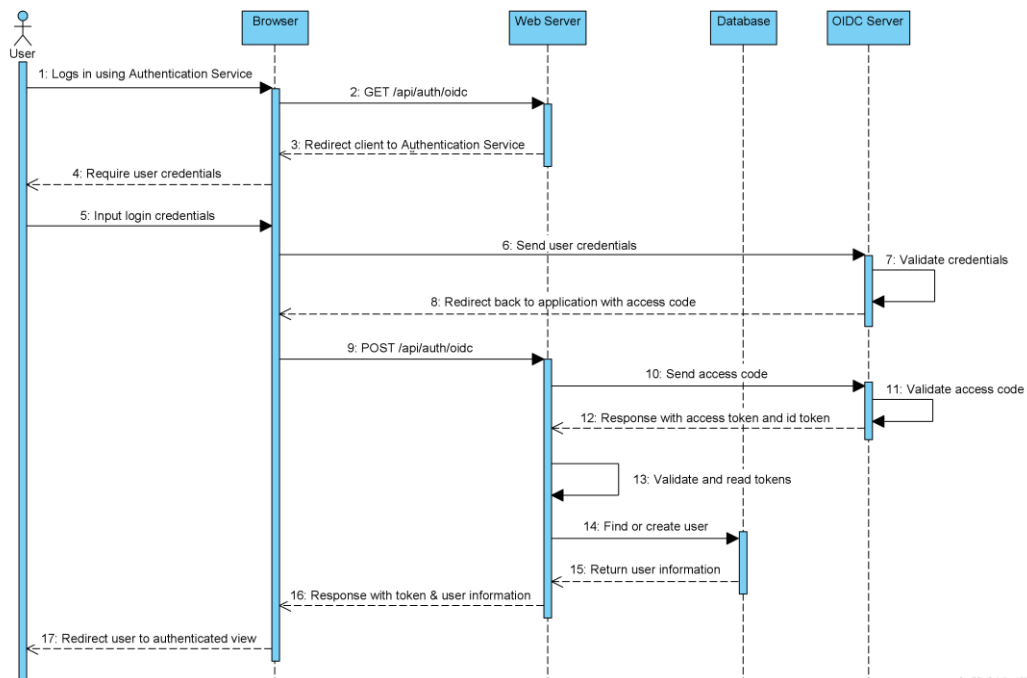 Browser
Web Server
Database
OIDC Server
User
1: Logs in using Authentication Service
2: GET /api/auth/oidc
3: Redirect client to Authentication Service
4: Require user credentials
5: Input login credentials
6: Send user credentials
7: Validate credentials
8: Redirect back to application with access code
9: POST /api/auth/oidc
10: Send access code
11: Validate access code
12: Response with access token and id token
13: Validate and read tokens
14: Find or create user
15: Return user information
16: Response with token & user information
17: Redirect user to authenticated view